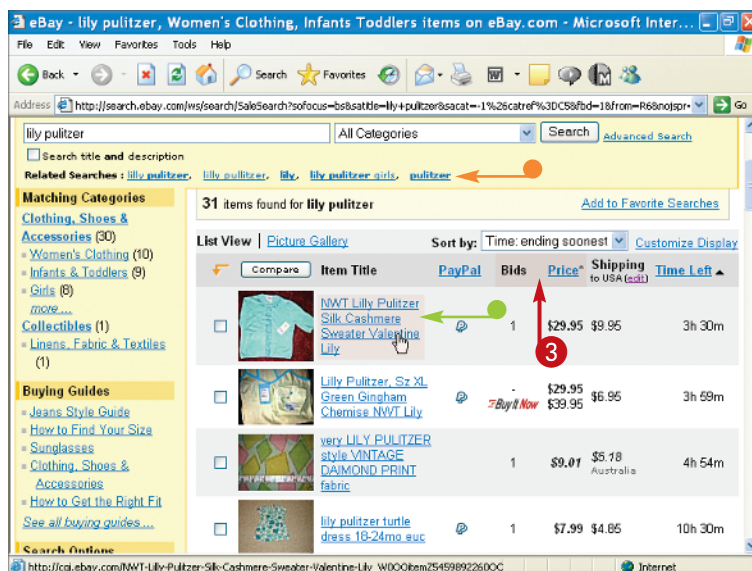 eBay - lily pulitzer, Women's Clothing, Infants Toddlers items on eBay.com - Microsoft Inter...
File Edit View Favorites Tools Help
Back Search Favorites
Address http://search.ebay.com/ws/search/SaleSearch?sofocus=bs&satitle=lily+pulitzer&sacat=-1%26catref%3DC5&fbd=1&from=R6&nojspr= Go
lily pulitzer All Categories Search Advanced Search
Search title and description
Related Searches : lilly pulitzer, lilly pullitzer, lily, lily pulitzer girls, pulitzer
Matching Categories
Clothing, Shoes &
Accessories (30)
Women's Clothing (10)
Infants & Toddlers (9)
Girls (8)
more ...
Collectibles (1)
Linens, Fabric & Textiles
(1)
Buying Guides
Jeans Style Guide
How to Find Your Size
Sunglasses
Clothing, Shoes &
Accessories
How to Get the Right Fit
See all buying guides ...
Search Options
31 items found for lily pulitzer Add to Favorite Searches
List View | Picture Gallery Sort by: Time: ending soonest Customize Display
Compare Item Title PayPal Bids Price Shipping Time Left
to USA (edit)
3
NWT Lilly Pulitzer
Silk Cashmere
Sweater Valentine
Lily
1 $29.95 $9.95 3h 30m
Lilly Pulitzer, Sz XL
Green Gingham
Chemise NWT Lily
- $29.95
Buy It Now $39.95 $6.95 3h 59m
very LILY PULITZER
style VINTAGE
DAIMOND PRINT
fabric
1 $9.01 $5.18 4h 54m
Australia
lily pulitzer turtle
dress 18-24mo euc
1 $7.99 $4.85 10h 30m
Internet